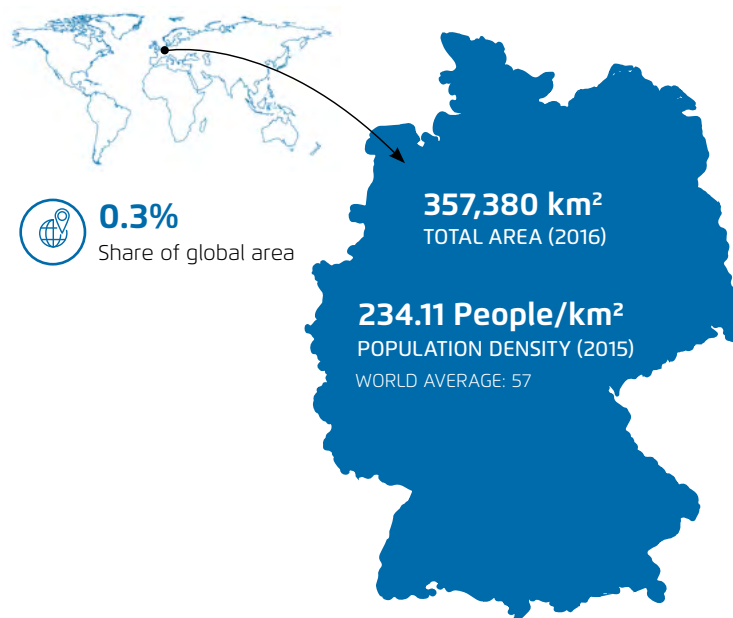 0.3%
Share of global area
357,380 km²
TOTAL AREA (2016)
234.11 People/km²
POPULATION DENSITY (2015)
WORLD AVERAGE: 57